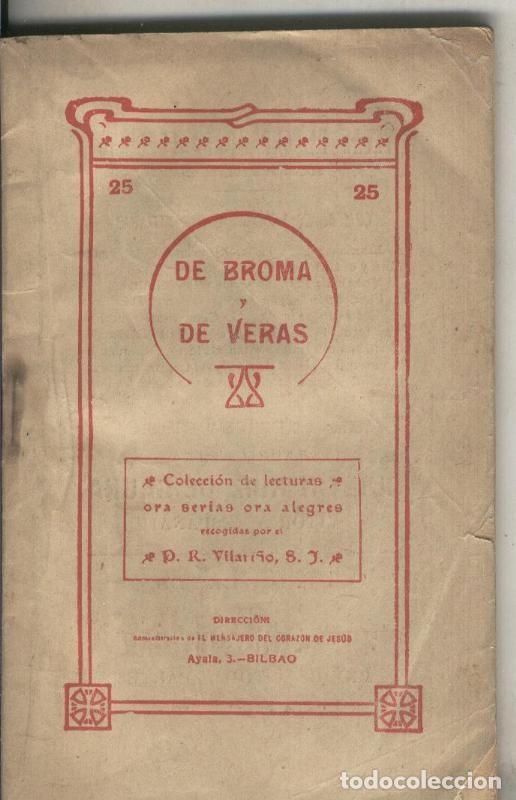 25 25
DE BROMA
y
DE VERAS
Colección de lecturas
ora serias ora alegres
recogidas por el
P. R. Vilariño, S. J.
DIRECCIÓN:
Administración de EL MENSAJERO DEL CORAZÓN DE JESÚS
Ayala, 3.—BILBAO
todocoleccion